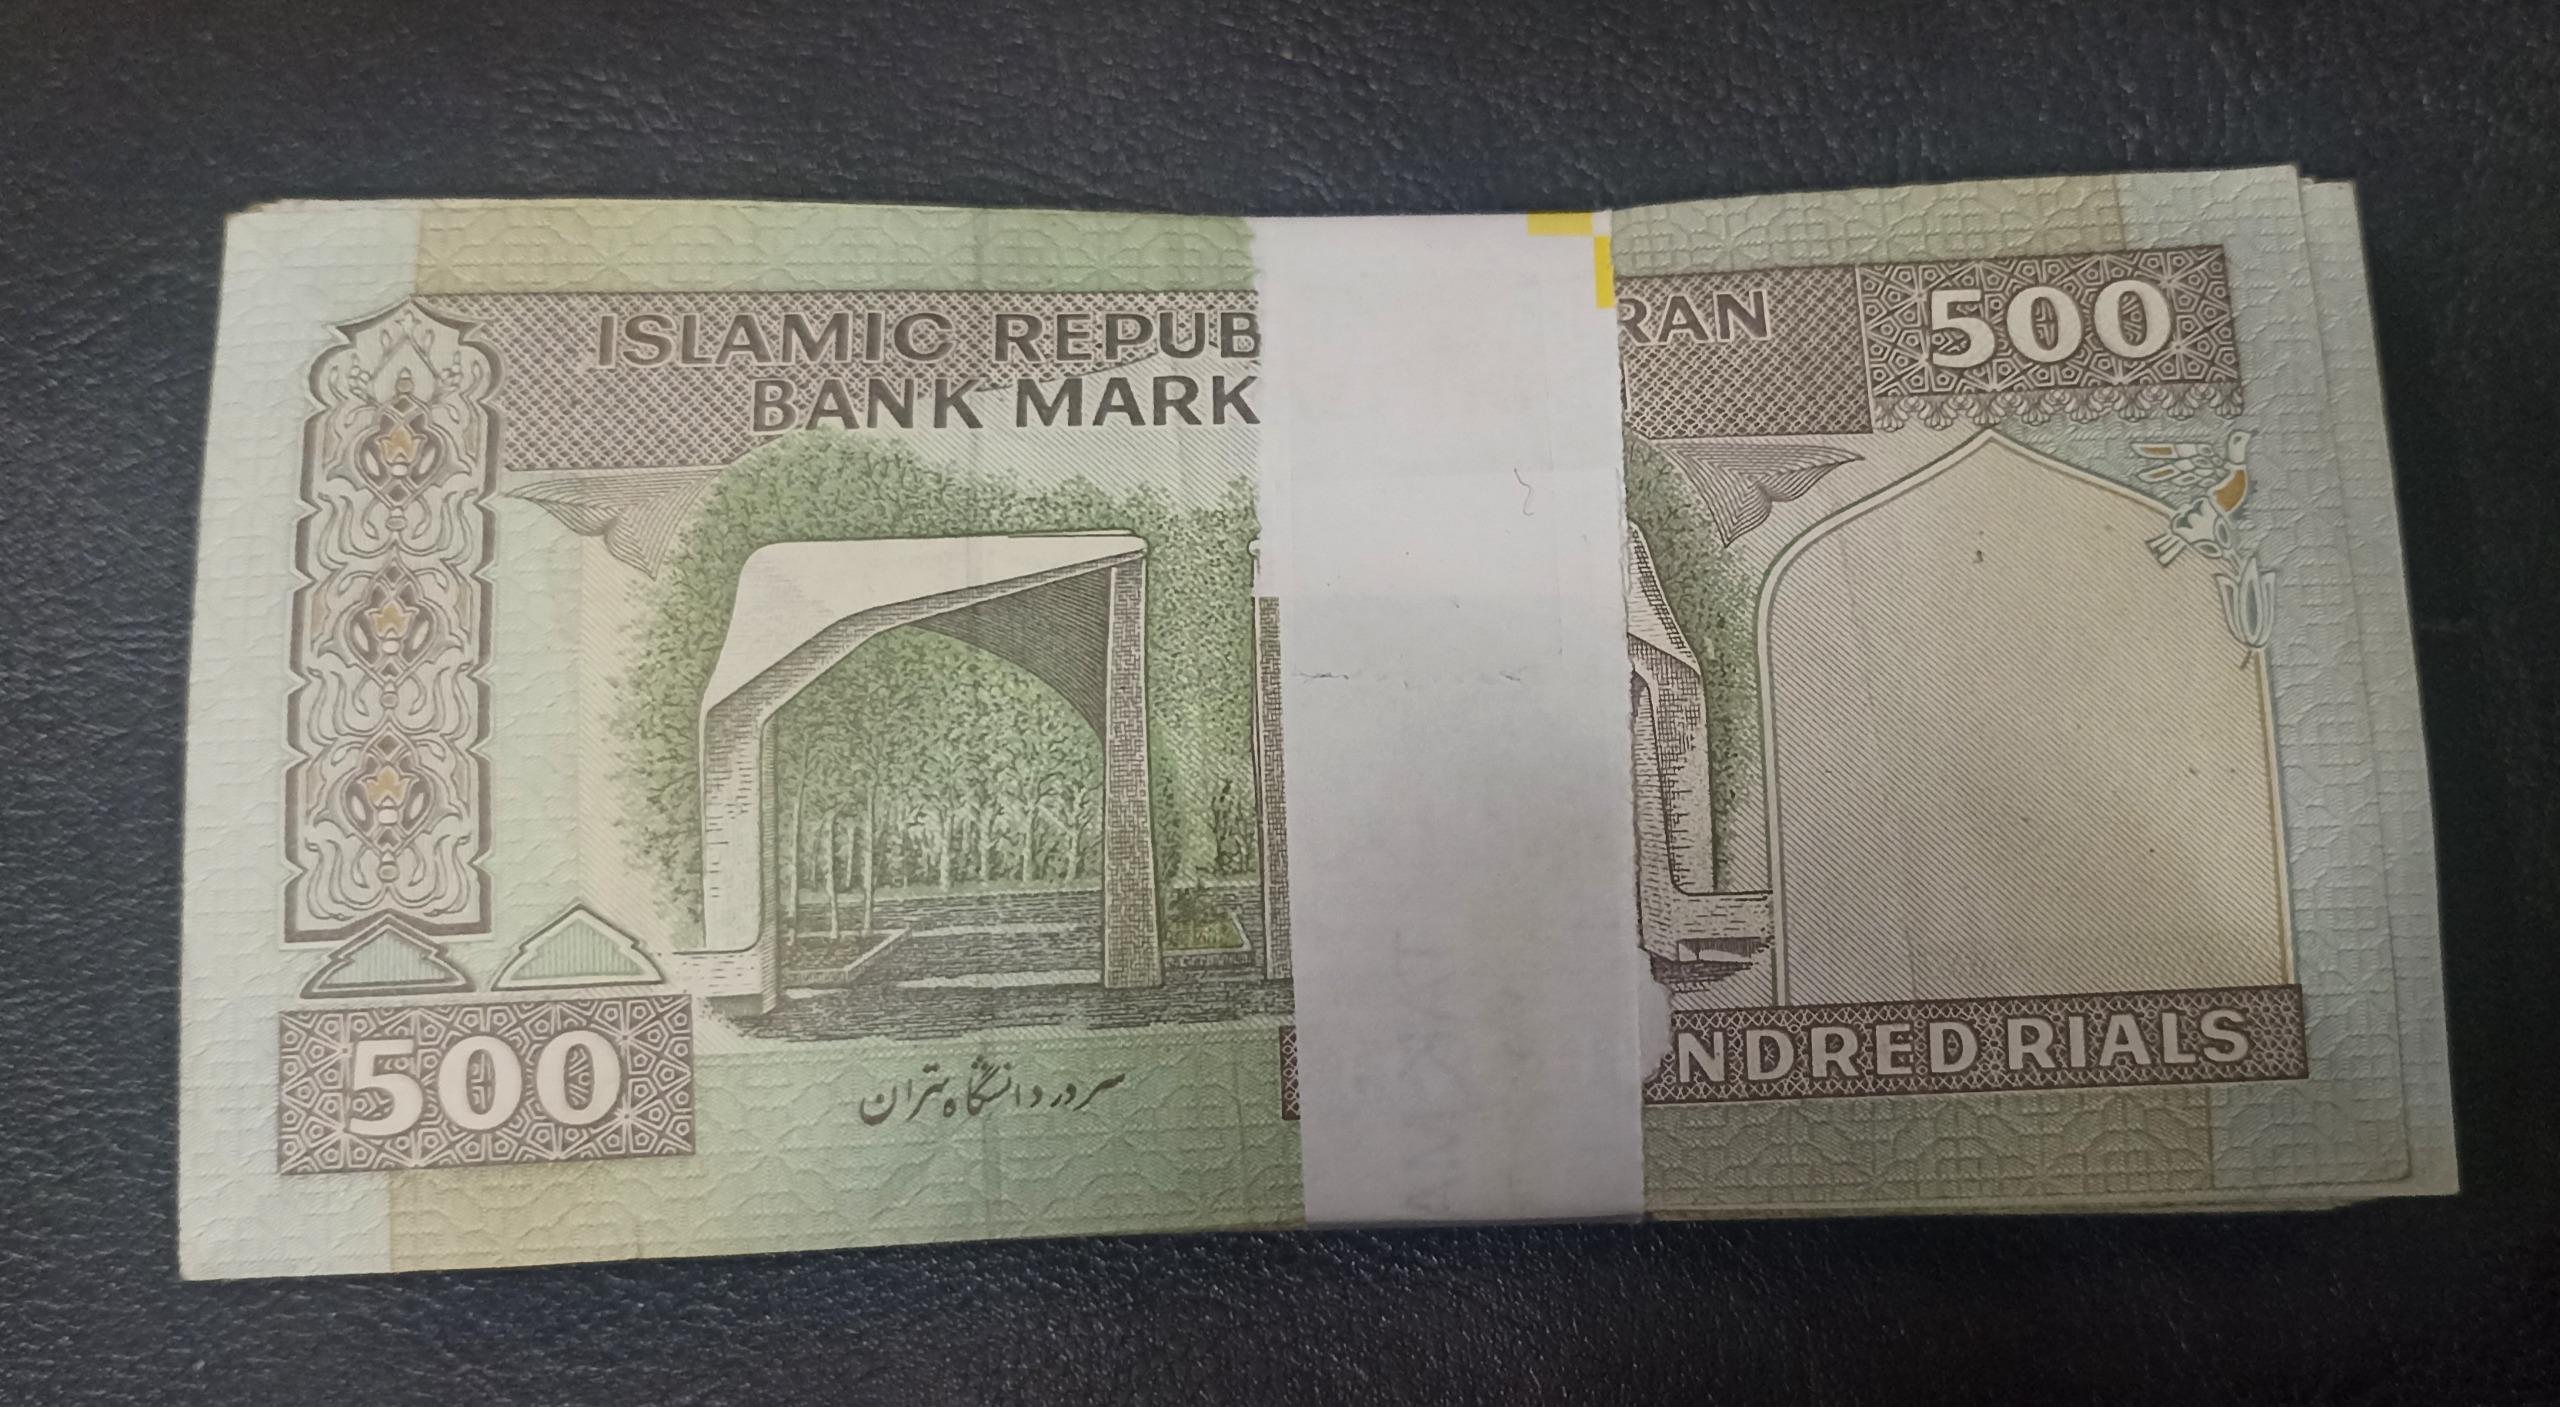 ISLAMIC REPUB RAN
500
BANK MARK
500
سردر دانشگاه تهران
NDRED RIALS